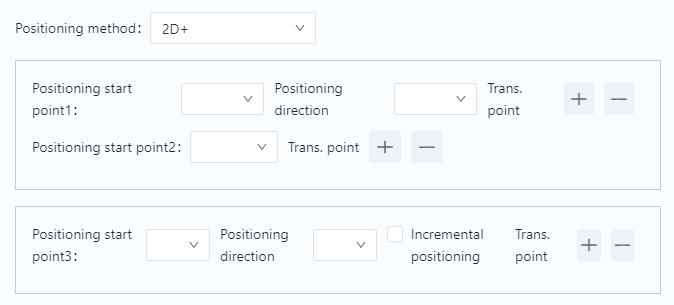 Positioning method: 2D+
Positioning start point1: Positioning direction Trans. point
Positioning start point2: Trans. point
Positioning start point3: Positioning direction Incremental positioning Trans. point